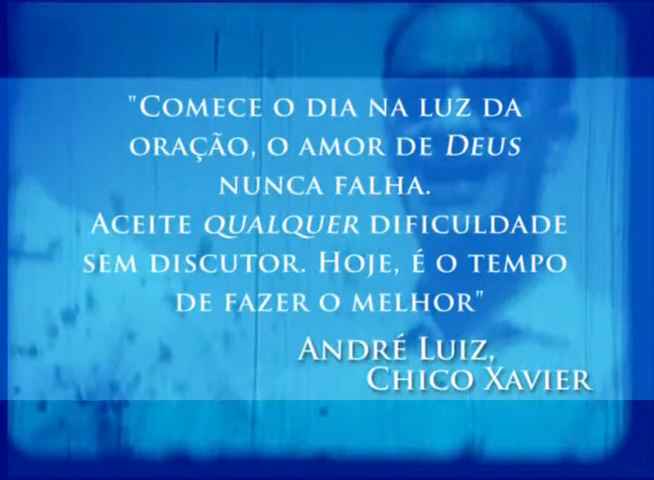 "Comece o dia na luz da
oração, o amor de Deus
nunca falha.
Aceite qualquer dificuldade
sem discutor. Hoje, é o tempo
de fazer o melhor"
André Luiz,
Chico Xavier